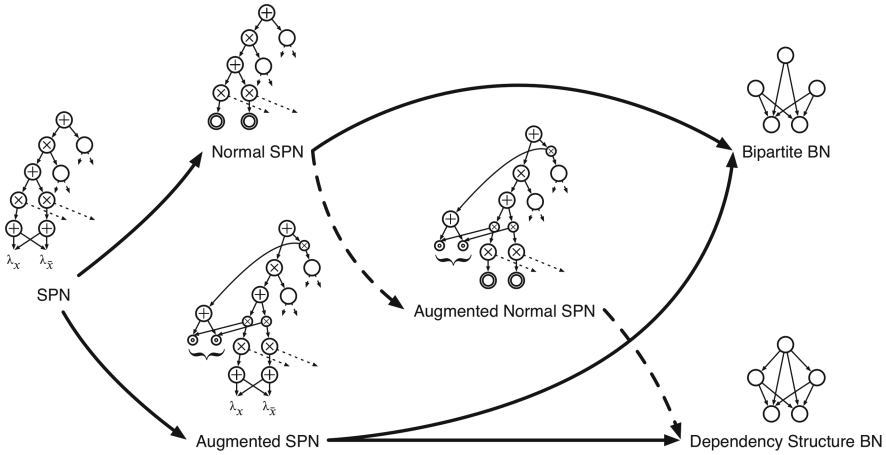 Normal SPN
Bipartite BN
λx λx̄
SPN
Augmented Normal SPN
λx λx̄
Augmented SPN
Dependency Structure BN